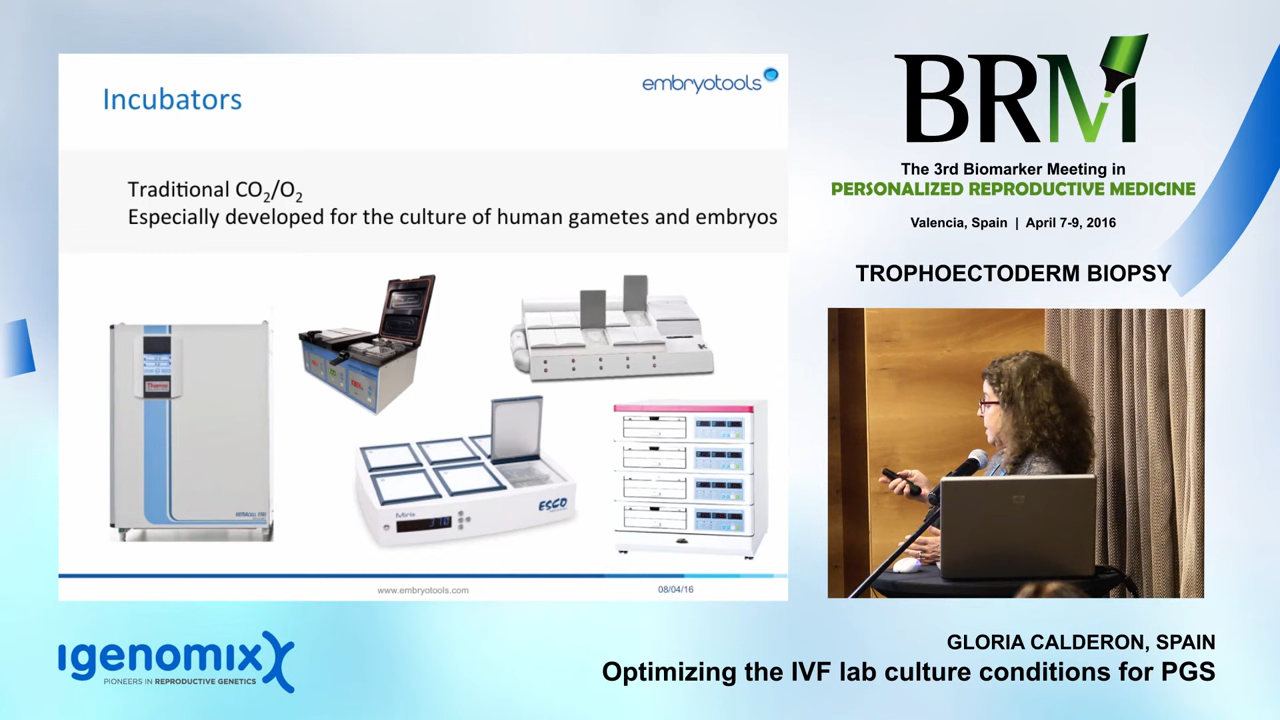 Incubators
embryotools
Traditional CO₂/O₂
Especially developed for the culture of human gametes and embryos
Thermo
Miri
ESCO
www.embryotools.com
08/04/16
BRM
The 3rd Biomarker Meeting in
PERSONALIZED REPRODUCTIVE MEDICINE
Valencia, Spain | April 7-9, 2016
TROPHOECTODERM BIOPSY
igenomix
PIONEERS IN REPRODUCTIVE GENETICS
GLORIA CALDERON, SPAIN
Optimizing the IVF lab culture conditions for PGS